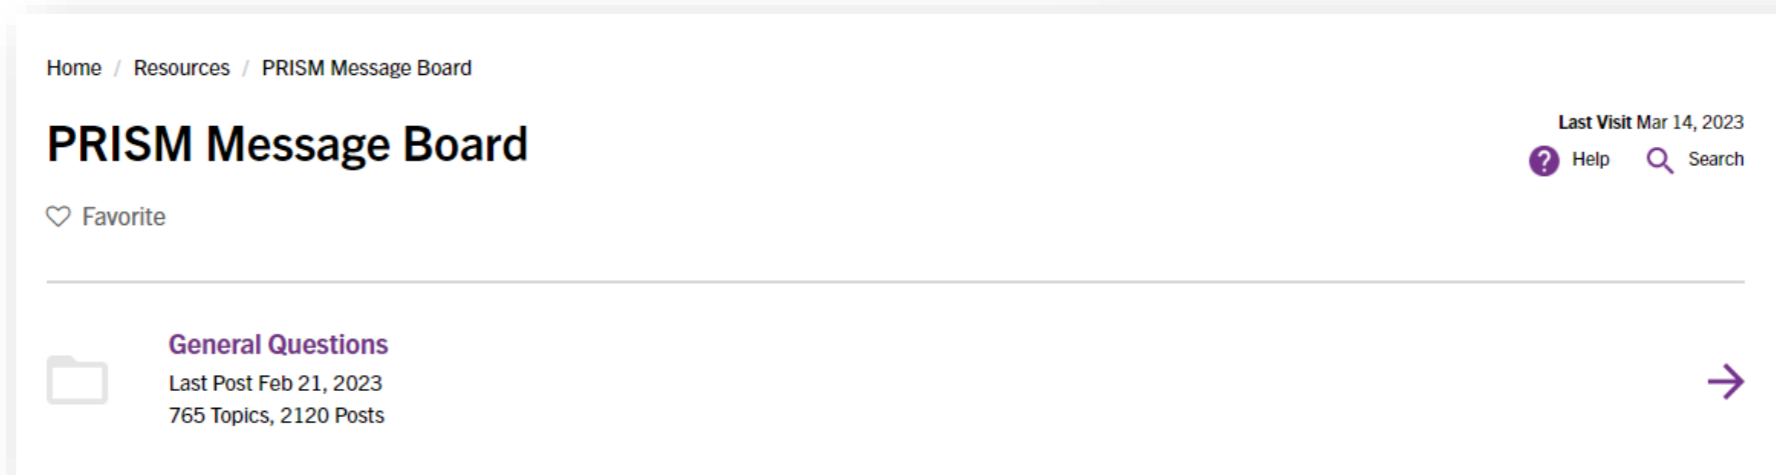 Home / Resources / PRISM Message Board
PRISM Message Board
Last Visit Mar 14, 2023
Help Search
Favorite
General Questions
Last Post Feb 21, 2023
765 Topics, 2120 Posts